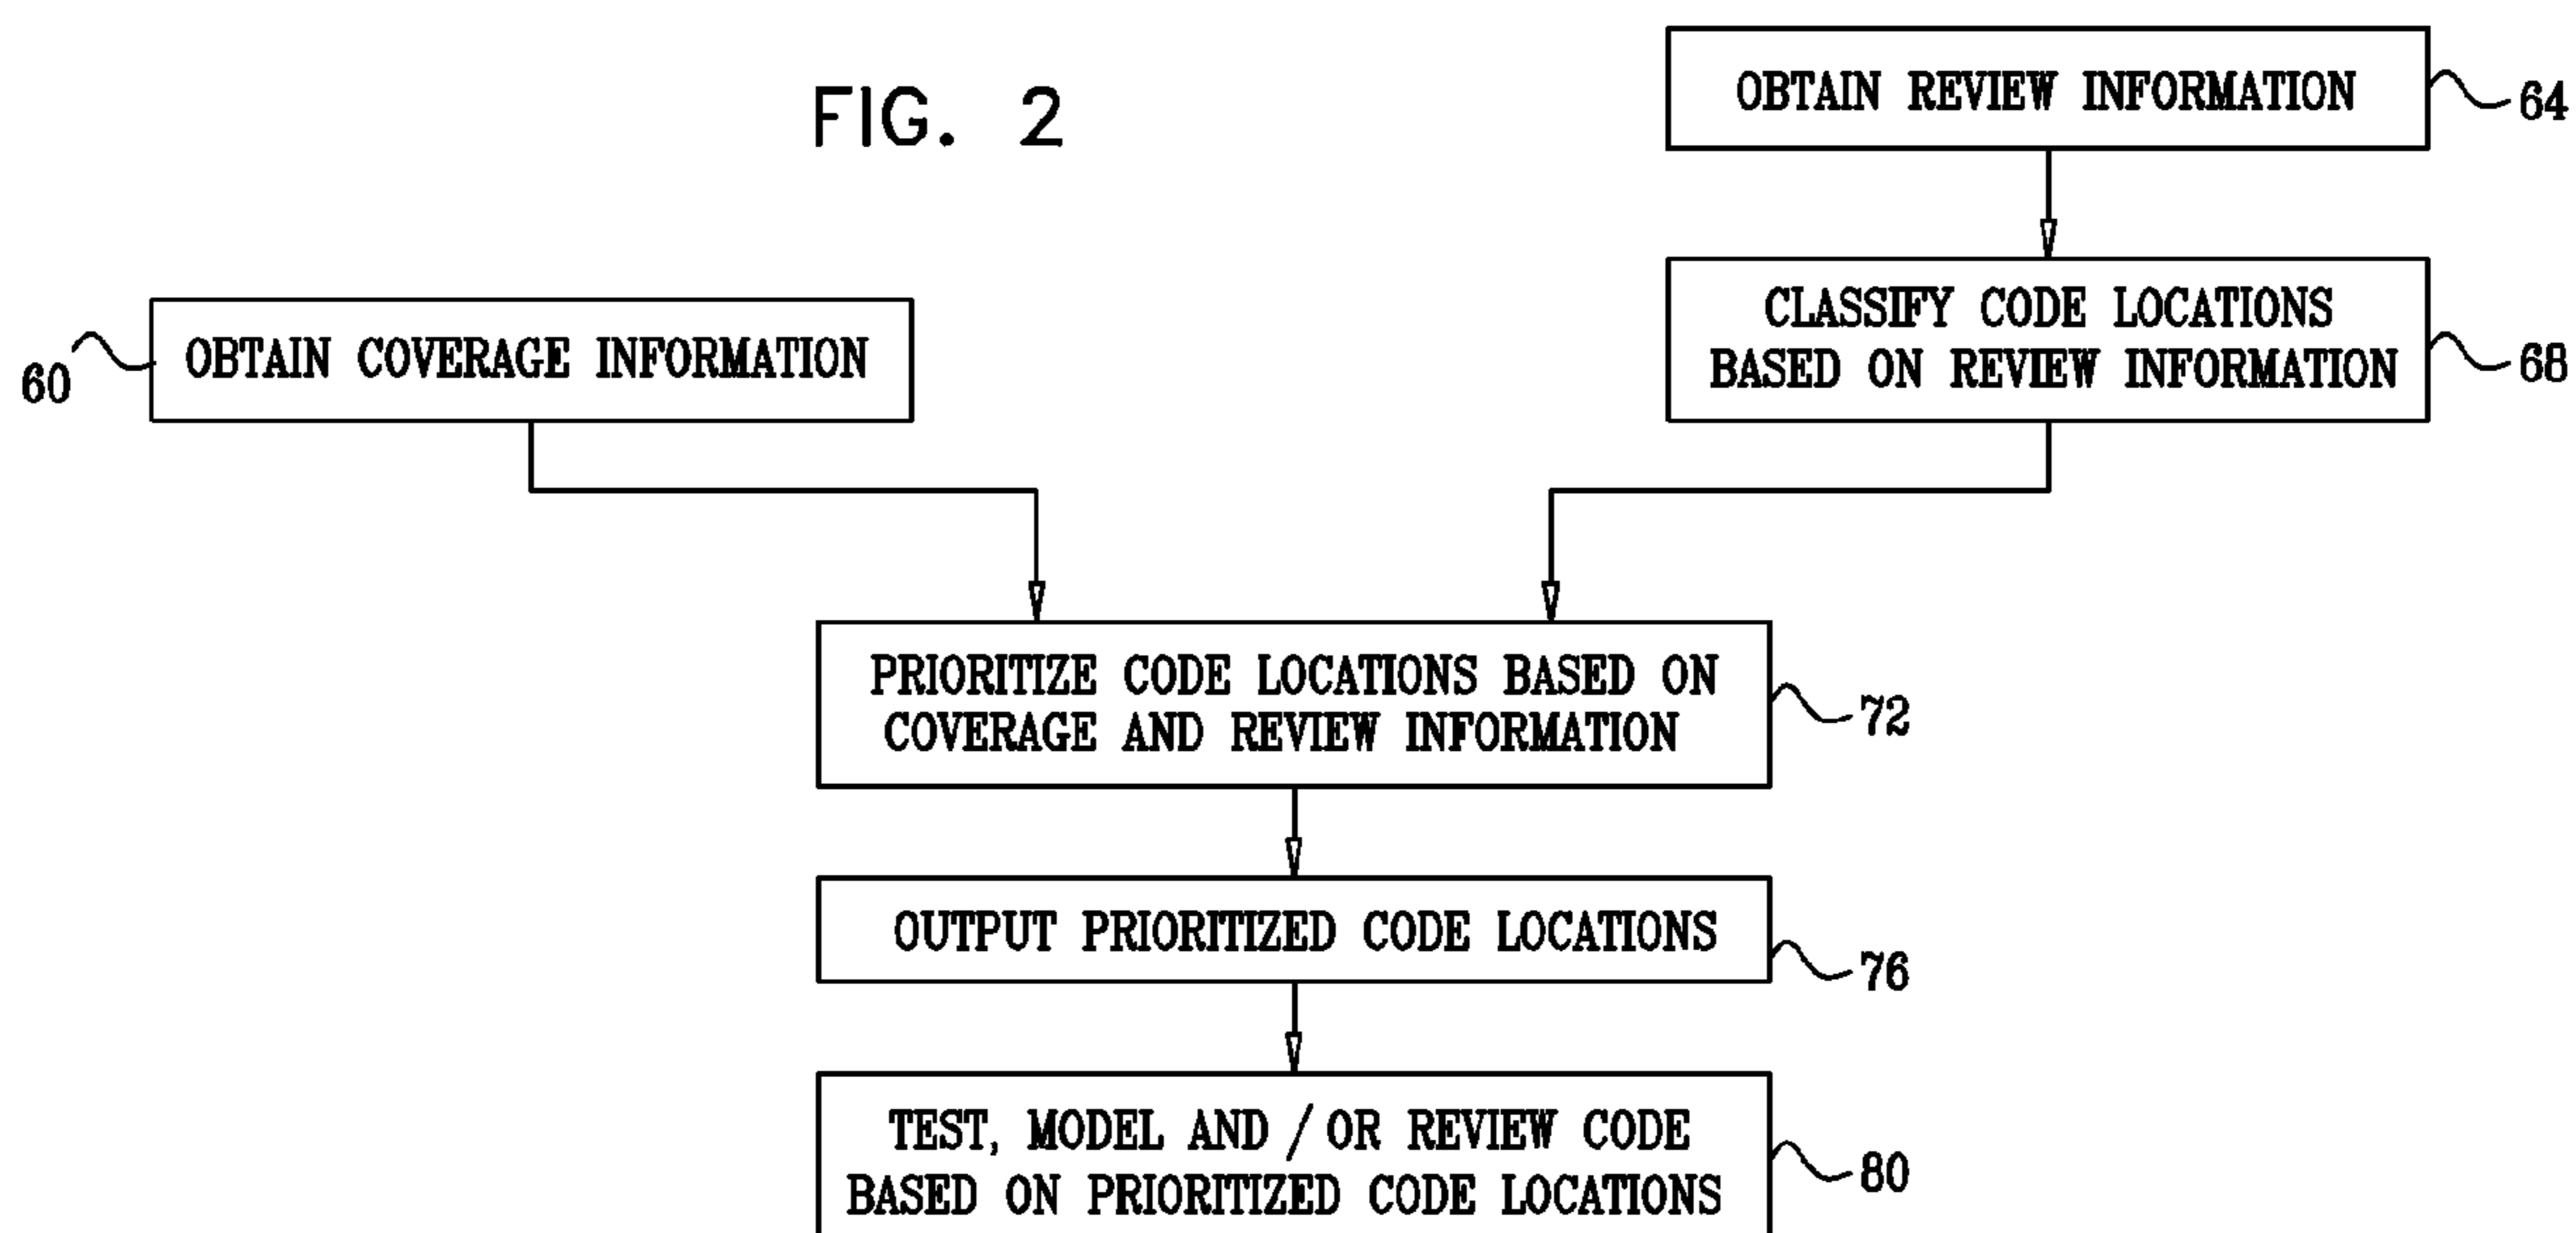 FIG. 2
OBTAIN REVIEW INFORMATION
64
CLASSIFY CODE LOCATIONS
BASED ON REVIEW INFORMATION
68
60
OBTAIN COVERAGE INFORMATION
PRIORITIZE CODE LOCATIONS BASED ON
COVERAGE AND REVIEW INFORMATION
72
OUTPUT PRIORITIZED CODE LOCATIONS
76
TEST, MODEL AND / OR REVIEW CODE
BASED ON PRIORITIZED CODE LOCATIONS
80